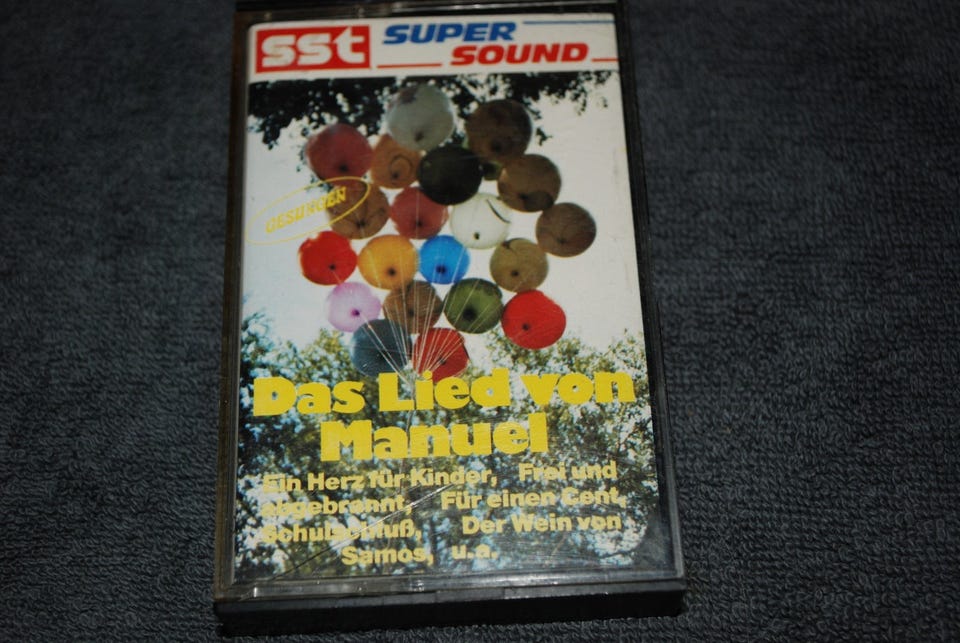 sst SUPER
SOUND
GESUNGEN
Das Lied von
Manuel
Ein Herz für Kinder, Frei und
abgebrannt, Für einen Cent,
Schulschluß, Der Wein von
Samos, u.a.